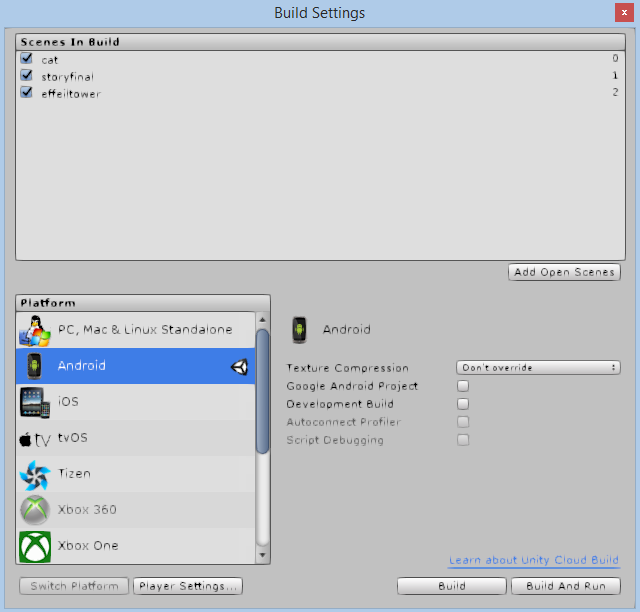 Build Settings
x
Scenes In Build
cat 0
storyfinal 1
effeiltower 2
Add Open Scenes
Platform
PC, Mac & Linux Standalone
Android
iOS
tv tvOS
Tizen
Xbox 360
Xbox One
Android
Texture Compression Don't override
Google Android Project
Development Build
Autoconnect Profiler
Script Debugging
Learn about Unity Cloud Build
Switch Platform Player Settings... Build Build And Run